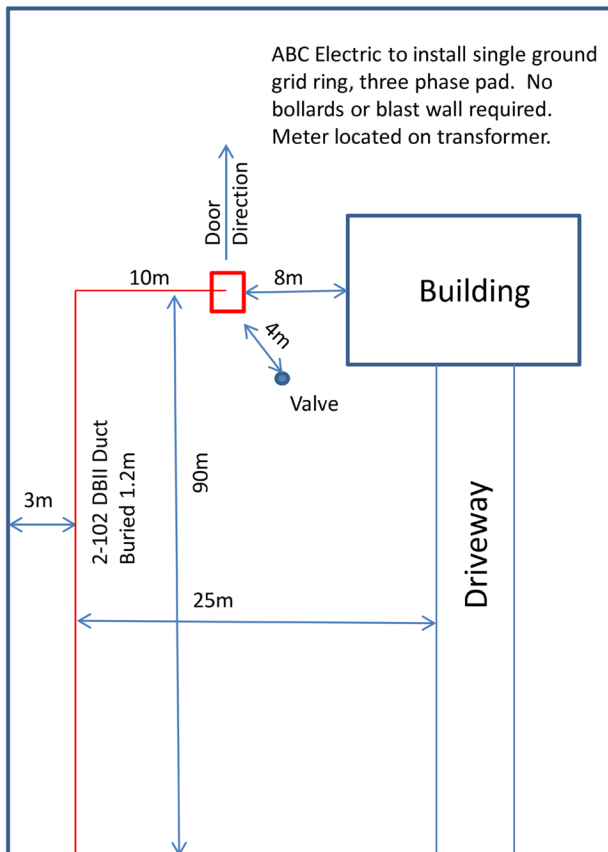 ABC Electric to install single ground
grid ring, three phase pad.  No
bollards or blast wall required.
Meter located on transformer.
Door
Direction
10m
8m
Building
4m
Valve
2-102 DBII Duct
Buried 1.2m
90m
3m
Driveway
25m